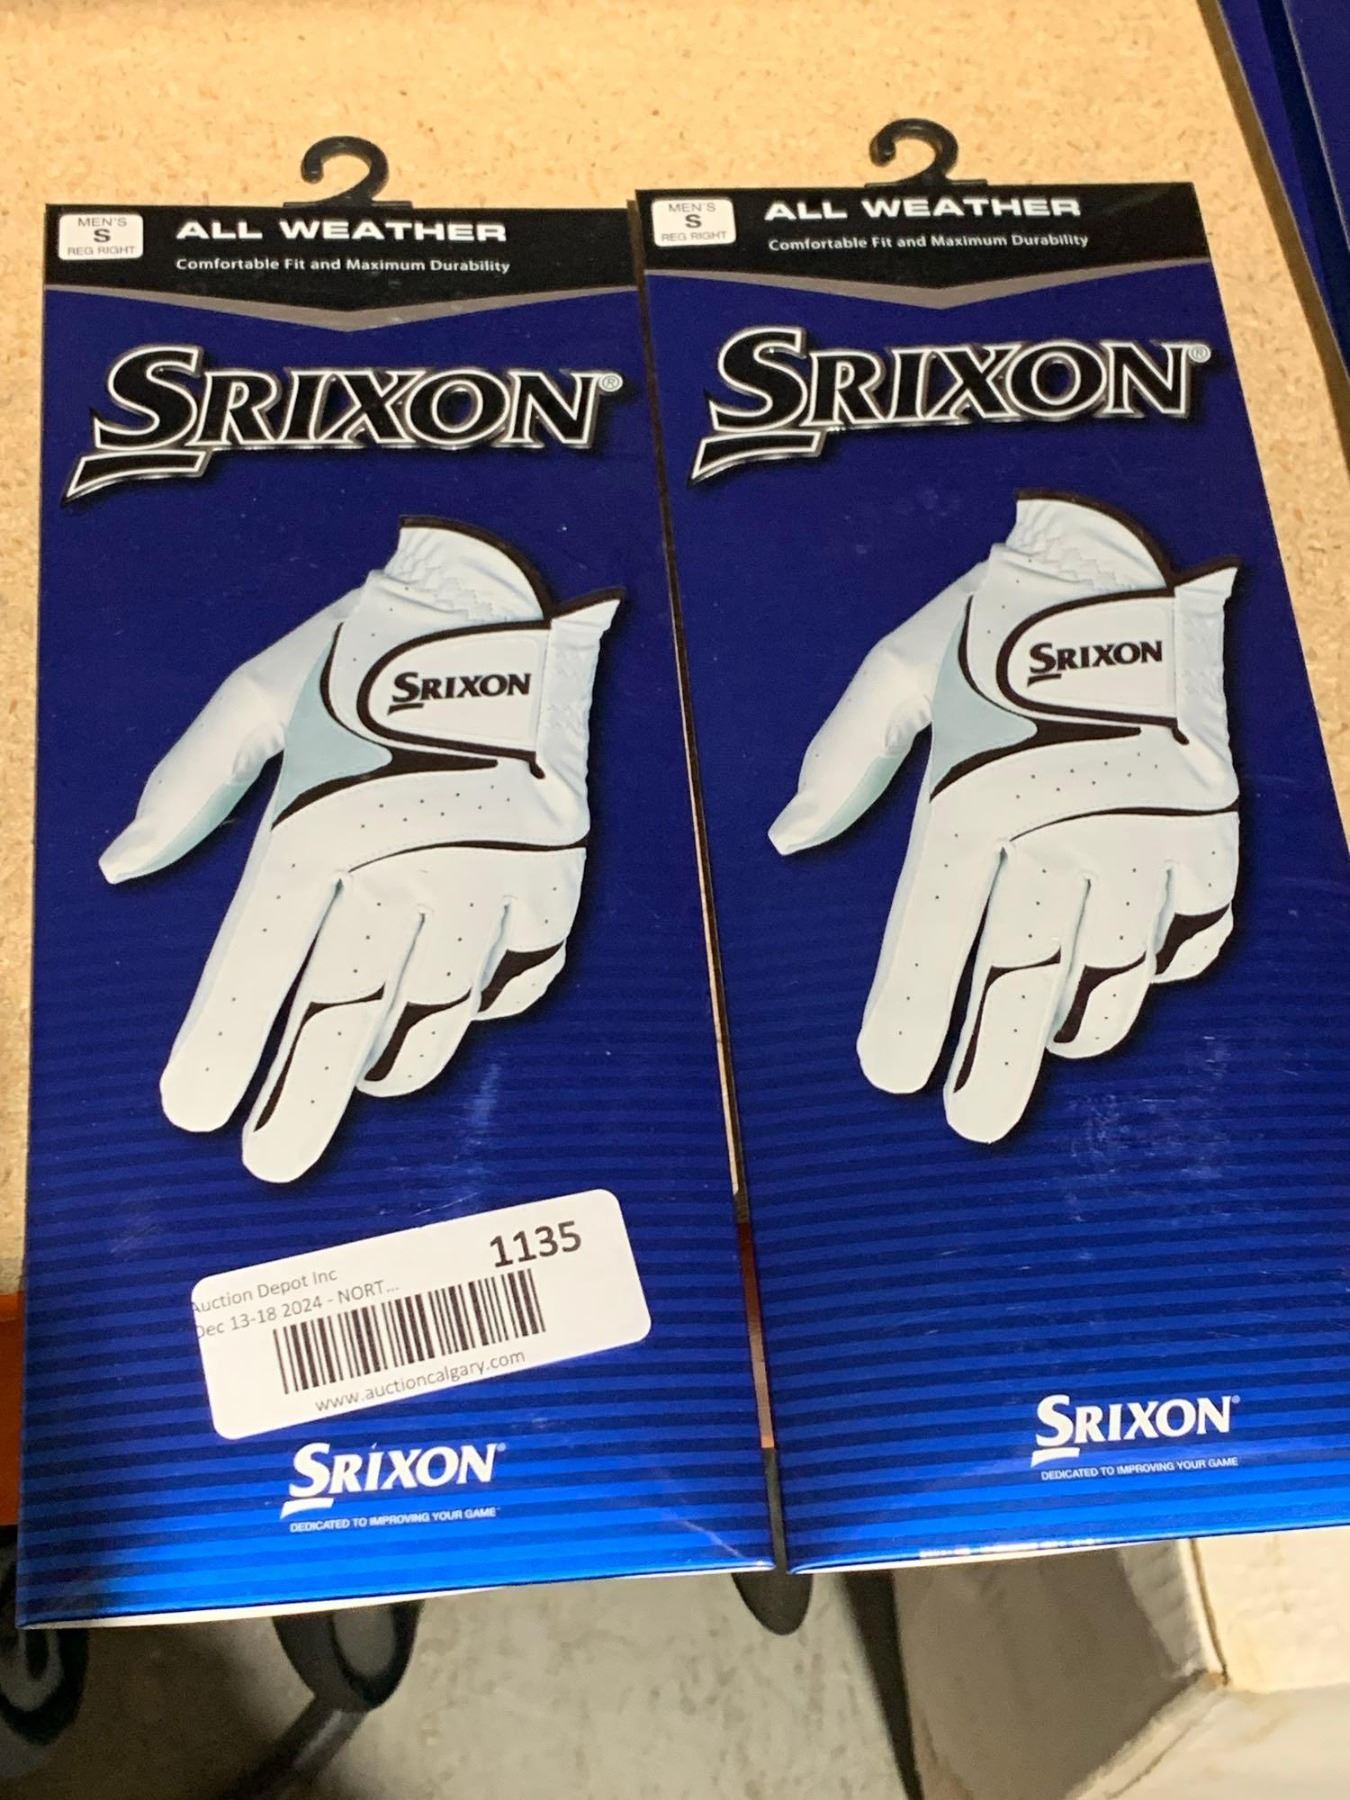 MEN'S
S
REG RIGHT
ALL WEATHER
Comfortable Fit and Maximum Durability
SRIXON®
SRIXON
1135
Auction Depot Inc
Dec 13-18 2024 - NORT...
www.auctioncalgary.com
SRIXON®
DEDICATED TO IMPROVING YOUR GAME
MEN'S
S
REG RIGHT
ALL WEATHER
Comfortable Fit and Maximum Durability
SRIXON®
SRIXON
SRIXON®
DEDICATED TO IMPROVING YOUR GAME